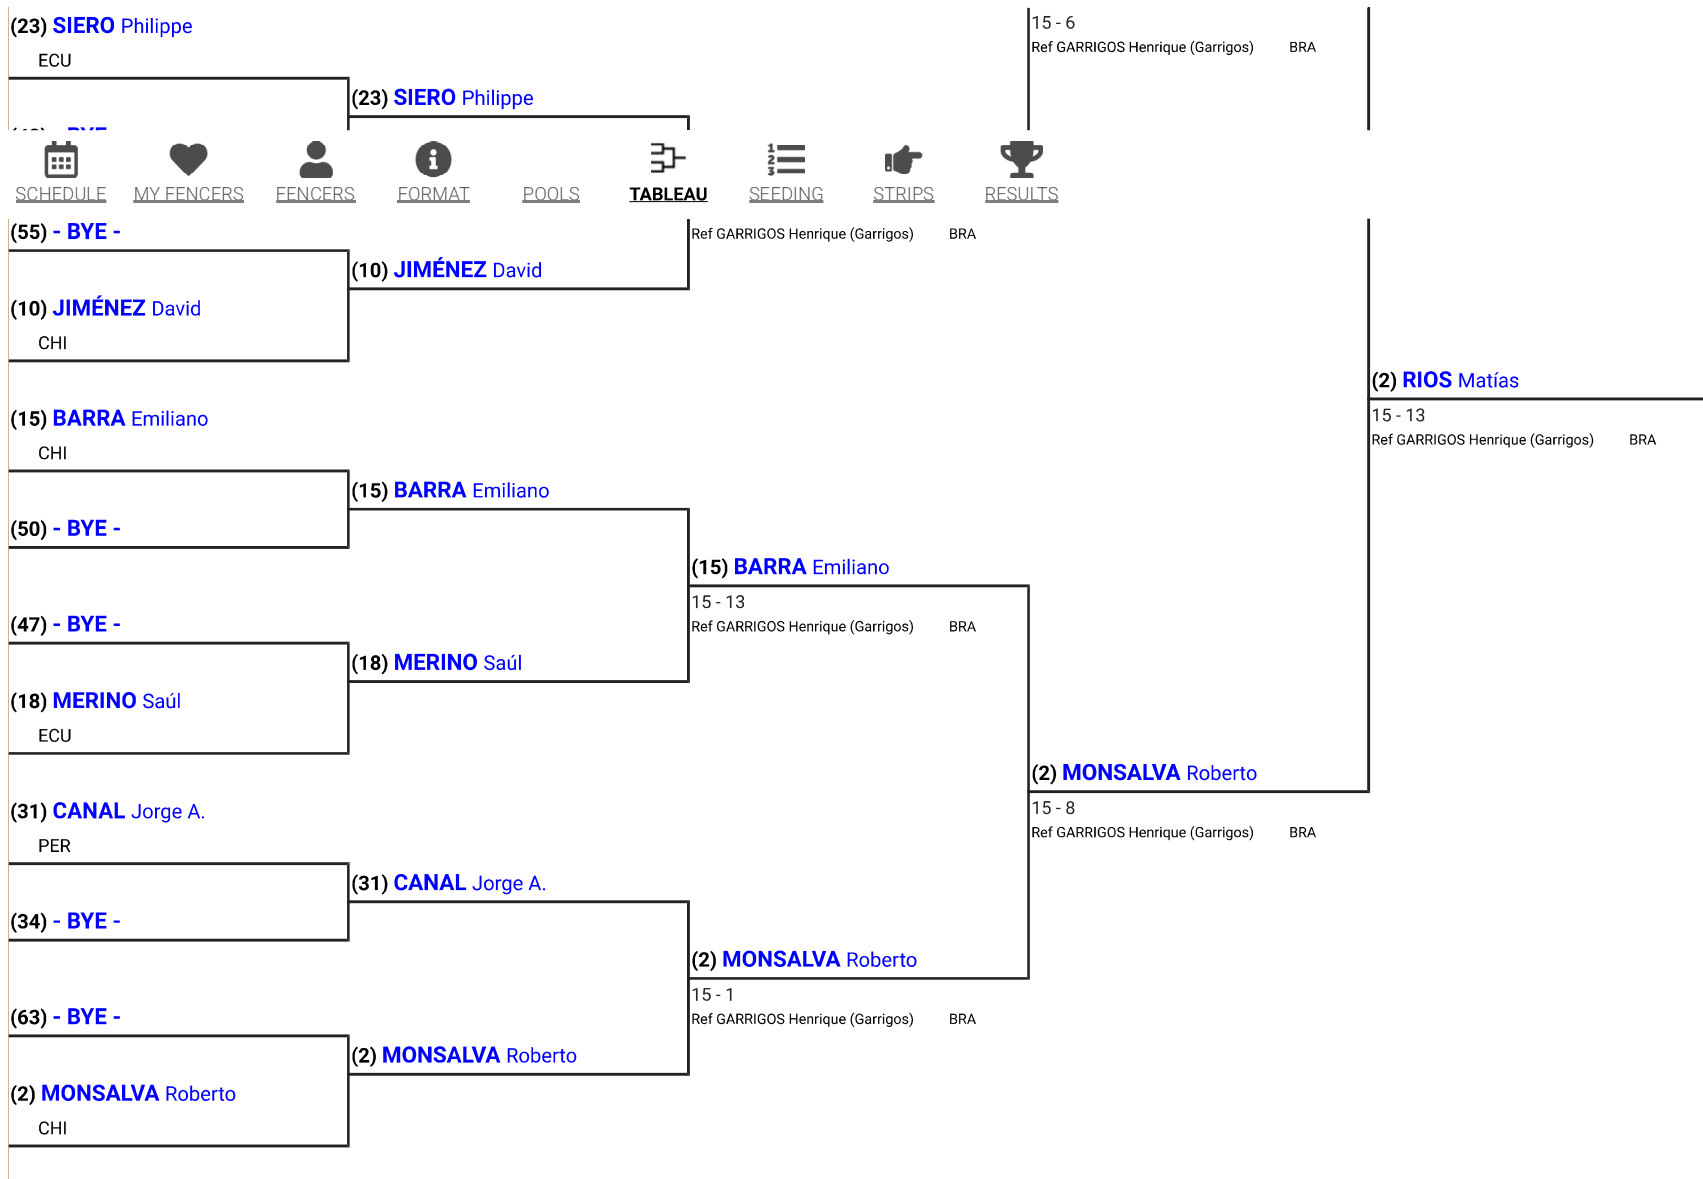 (23) SIERO Philippe
ECU
(23) SIERO Philippe
15 - 6
Ref GARRIGOS Henrique (Garrigos) BRA
SCHEDULE MY FENCERS FENCERS FORMAT POOLS TABLEAU SEEDING STRIPS RESULTS
(55) - BYE -
Ref GARRIGOS Henrique (Garrigos) BRA
(10) JIMÉNEZ David
(10) JIMÉNEZ David
CHI
(2) RIOS Matías
15 - 13
Ref GARRIGOS Henrique (Garrigos) BRA
(15) BARRA Emiliano
CHI
(15) BARRA Emiliano
(50) - BYE -
(15) BARRA Emiliano
15 - 13
Ref GARRIGOS Henrique (Garrigos) BRA
(47) - BYE -
(18) MERINO Saúl
(18) MERINO Saúl
ECU
(2) MONSALVA Roberto
15 - 8
Ref GARRIGOS Henrique (Garrigos) BRA
(31) CANAL Jorge A.
PER
(31) CANAL Jorge A.
(34) - BYE -
(2) MONSALVA Roberto
15 - 1
Ref GARRIGOS Henrique (Garrigos) BRA
(63) - BYE -
(2) MONSALVA Roberto
(2) MONSALVA Roberto
CHI